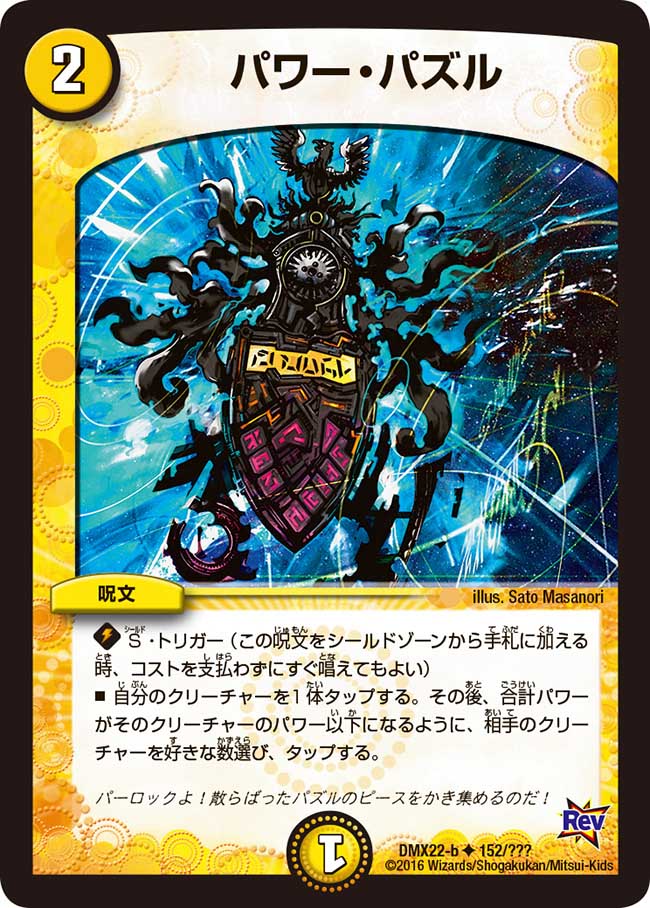 2
パワー・パズル
呪文
illus. Sato Masanori
S・トリガー（この呪文をシールドゾーンから手札に加える
時、コストを支払わずにすぐ唱えてもよい）
■ 自分のクリーチャーを1体タップする。その後、合計パワー
がそのクリーチャーのパワー以下になるように、相手のクリー
チャーを好きな数選び、タップする。
パーロックよ！散らばったパズルのピースをかき集めるのだ！
Rev
1
DMX22-b ◆ 152/???
©2016 Wizards/Shogakukan/Mitsui-Kids